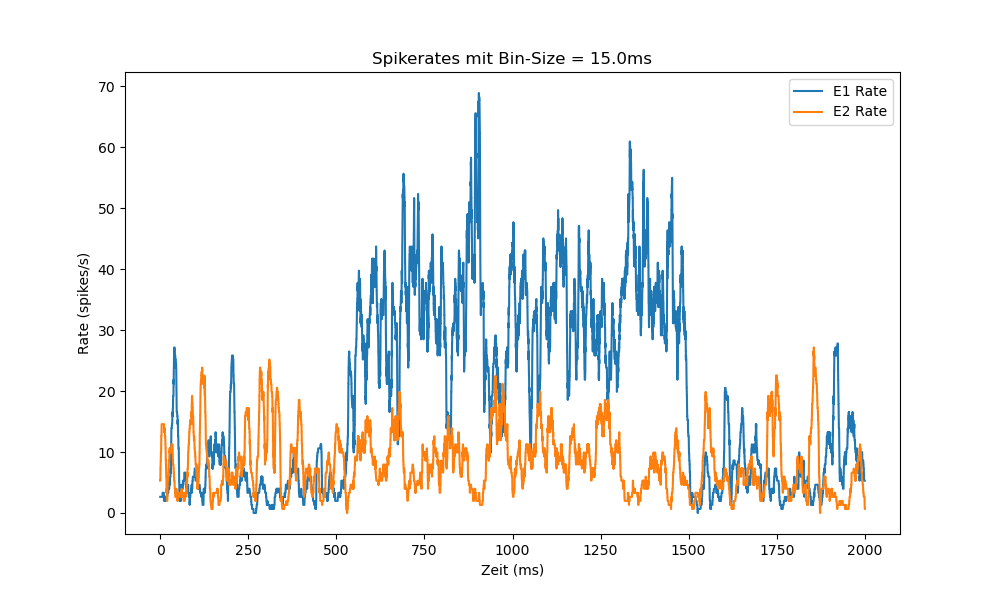 Spikerates mit Bin-Size = 15.0ms
E1 Rate
E2 Rate
Rate (spikes/s)
70
60
50
40
30
20
10
0
0 250 500 750 1000 1250 1500 1750 2000
Zeit (ms)